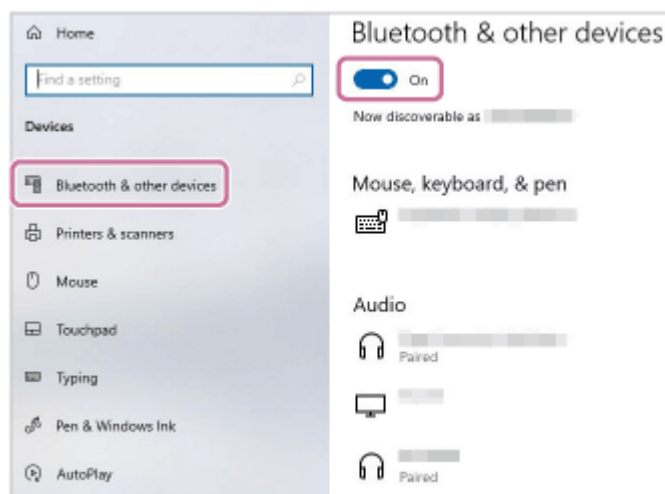 Home
Find a setting
Devices
Bluetooth & other devices
Printers & scanners
Mouse
Touchpad
Typing
Pen & Windows Ink
AutoPlay
Bluetooth & other devices
On
Now discoverable as
Mouse, keyboard, & pen
Audio
Paired
Paired